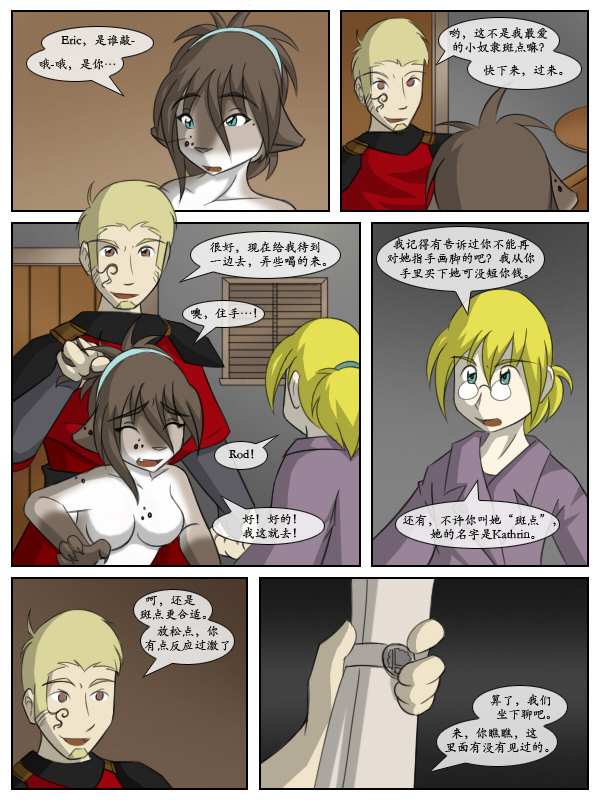 Eric，是谁敲-
哦-哦，是你…
哟，这不是我最爱
的小奴隶斑点嘛？
快下来，过来。
很好，现在给我待到
一边去，弄些喝的来。
噢，住手…！
Rod！
好！好的！
我这就去！
我记得有告诉过你不能再
对她指手画脚的吧？我从你
手里买下她可没短你钱。
还有，不许你叫她“斑点”，
她的名字是Kathrin。
呵，还是
斑点更合适。
放松点，你
有点反应过激了
算了，我们
坐下聊吧。
来，你瞧瞧，这
里面有没有见过的。